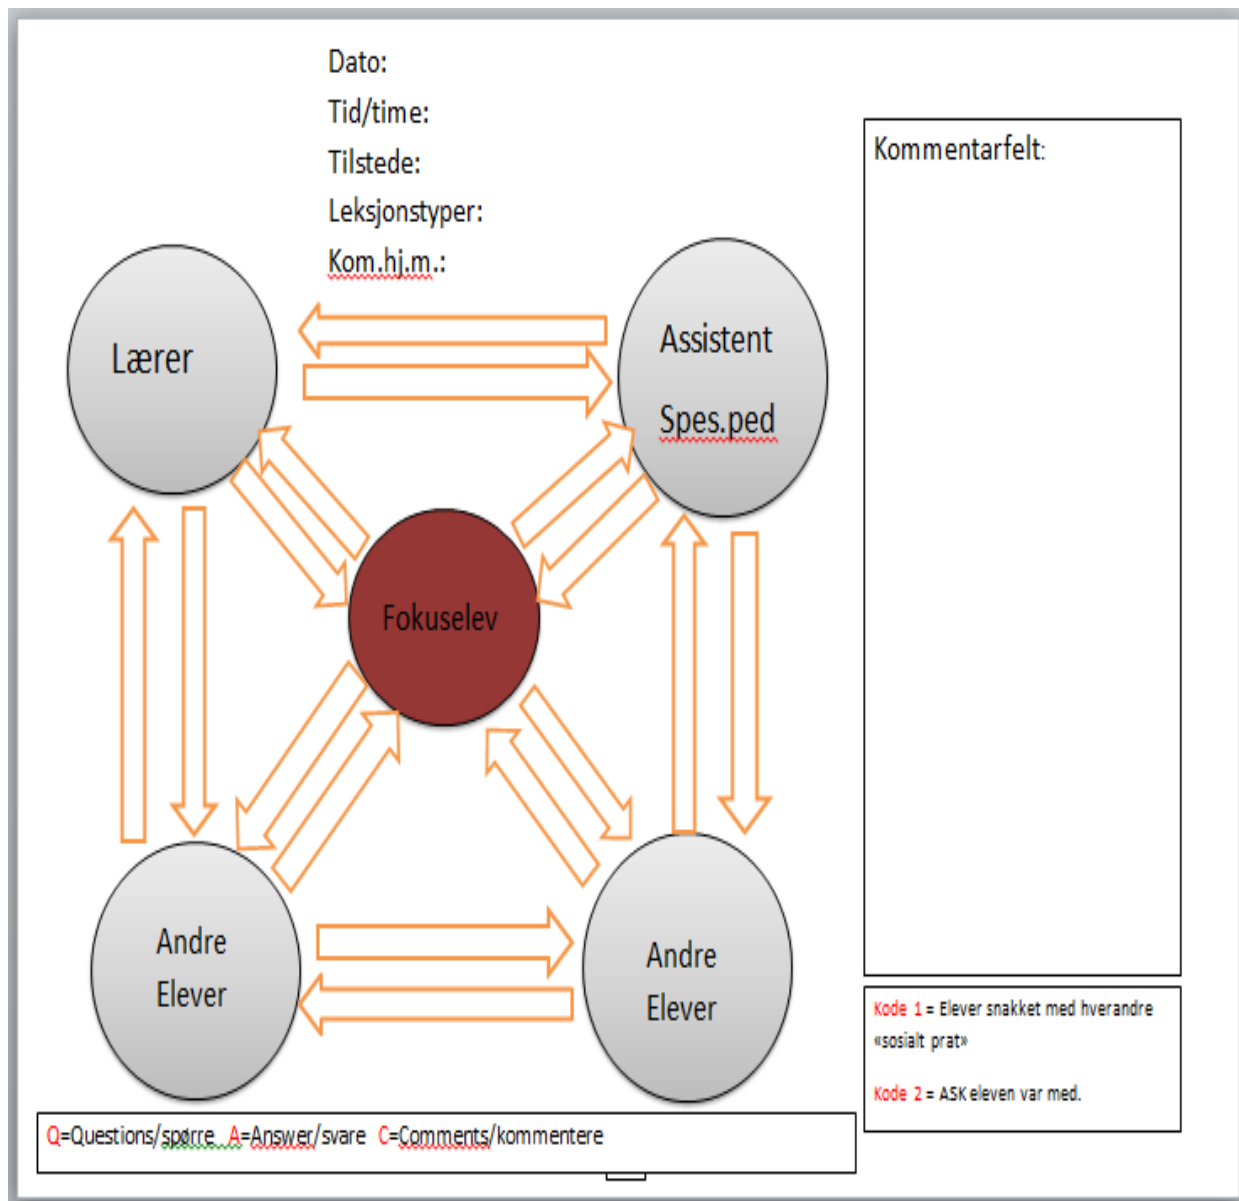 Dato:
Tid/time:
Tilstede:
Leksjonstyper:
Kom.hj.m.:
Kommentarfelt:
Lærer
Assistent
Spes.ped
Fokuselev
Andre
Elever
Andre
Elever
Kode 1 = Elever snakket med hverandre
«sosialt prat»
Kode 2 = ASK eleven var med.
Q=Questions/spørre A=Answer/svare C=Comments/kommentere